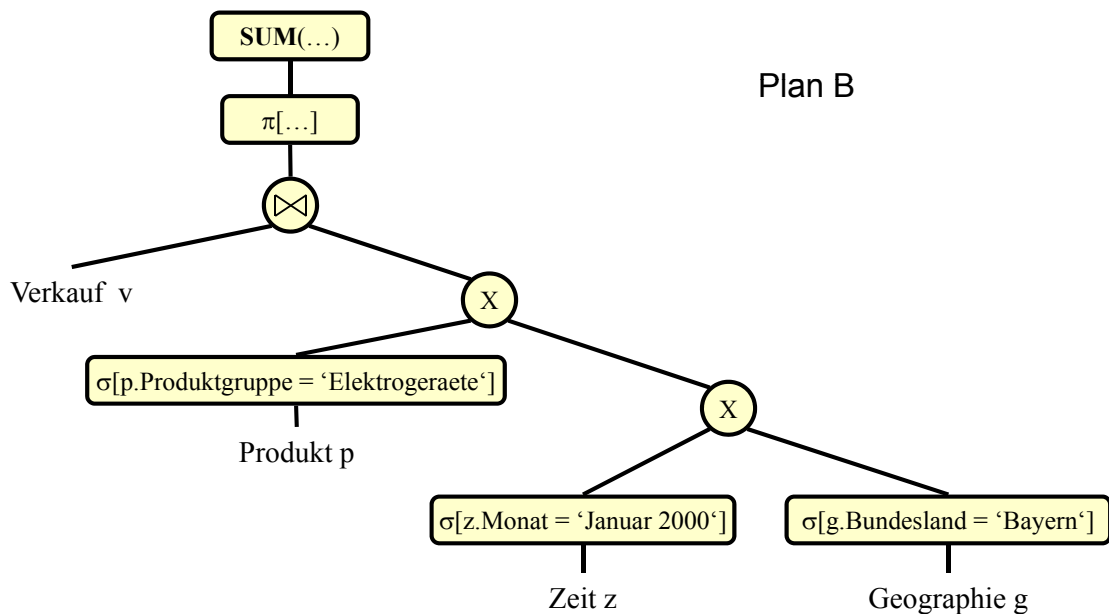 SUM(…)
Plan B
π[…]
⋈
Verkauf v
X
σ[p.Produktgruppe = ‘Elektrogeraete‘]
X
Produkt p
σ[z.Monat = ‘Januar 2000‘]
σ[g.Bundesland = ‘Bayern‘]
Zeit z
Geographie g